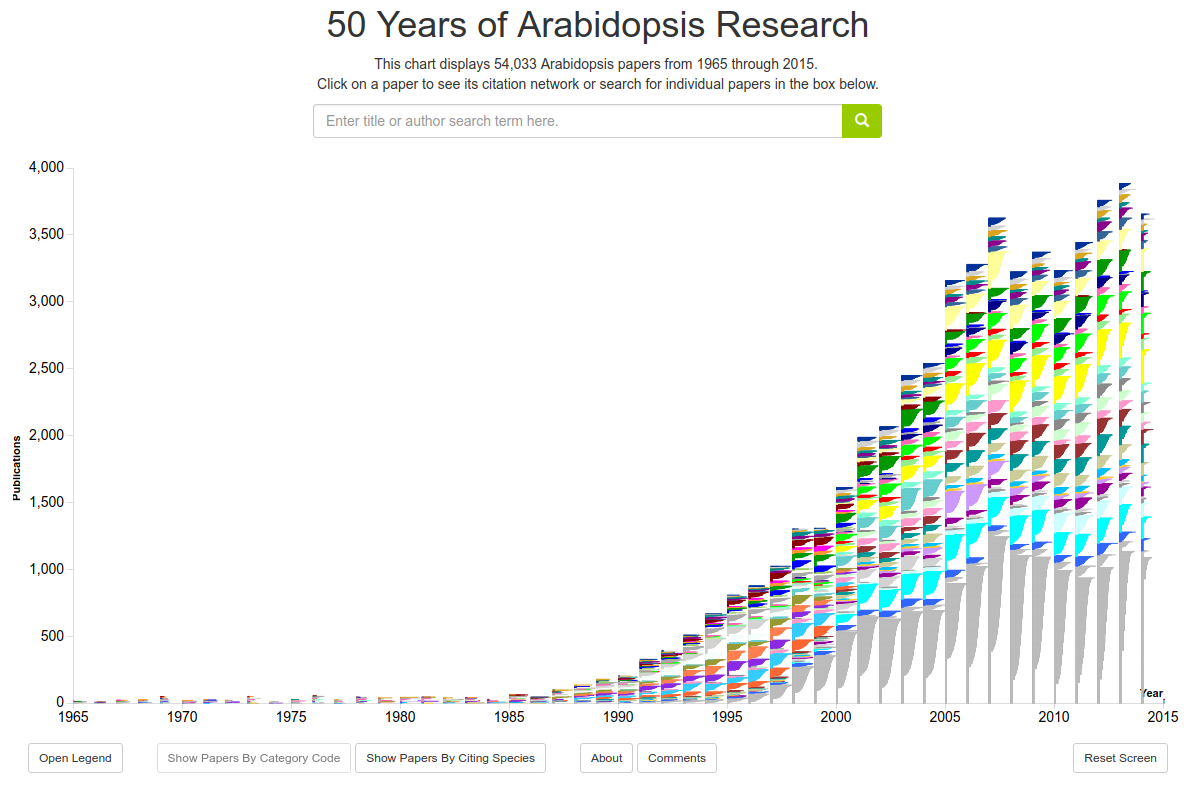 50 Years of Arabidopsis Research
This chart displays 54,033 Arabidopsis papers from 1965 through 2015.
Click on a paper to see its citation network or search for individual papers in the box below.
Enter title or author search term here.
4,000
3,500
3,000
2,500
2,000
1,500
1,000
500
0
Publications
Year
1965 1970 1975 1980 1985 1990 1995 2000 2005 2010 2015
Open Legend Show Papers By Category Code Show Papers By Citing Species About Comments Reset Screen